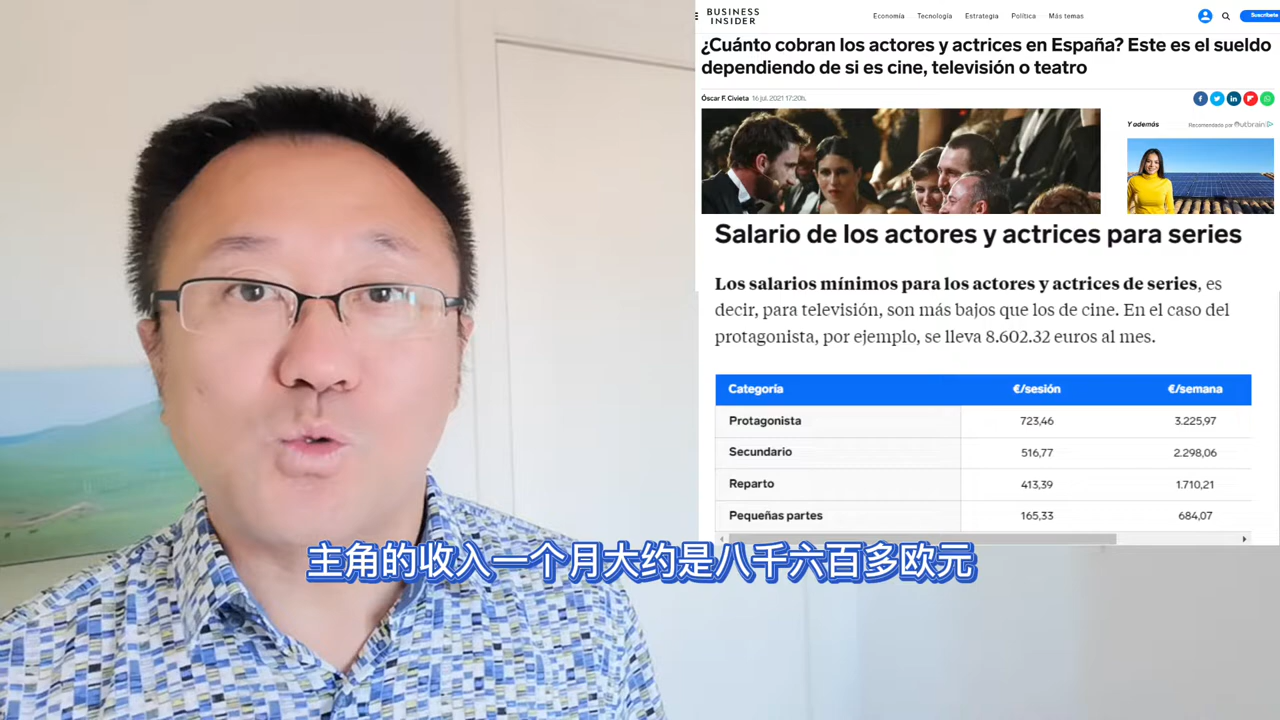 BUSINESS
INSIDER
Economía Tecnología Estrategia Política Más temas
Suscríbete
¿Cuánto cobran los actores y actrices en España? Este es el sueldo
dependiendo de si es cine, televisión o teatro
Óscar F. Civieta 16 jul. 2021 17:20h.
Y además
Recomendado por Outbrain
Salario de los actores y actrices para series
Los salarios mínimos para los actores y actrices de series, es
decir, para televisión, son más bajos que los de cine. En el caso del
protagonista, por ejemplo, se lleva 8.602.32 euros al mes.
Categoría €/sesión €/semana
Protagonista 723,46 3.225,97
Secundario 516,77 2.298,06
Reparto 413,39 1.710,21
Pequeñas partes 165,33 684,07
主角的收入一个月大约是八千六百多欧元